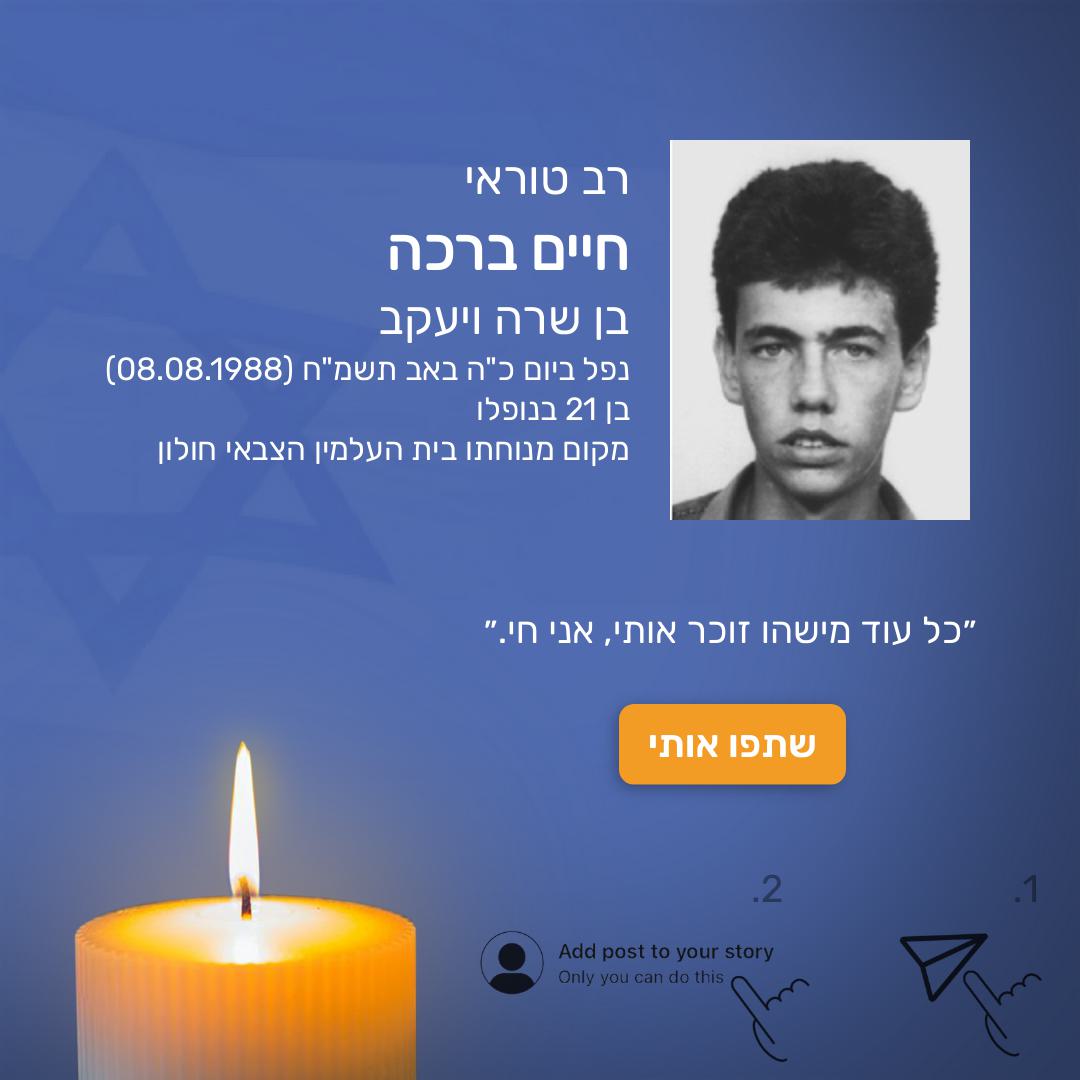 רב טוראי
חיים ברכה
בן שרה ויעקב
נפל ביום כ"ה באב תשמ"ח (08.08.1988)
בן 21 בנופלו
מקום מנוחתו בית העלמין הצבאי חולון
״כל עוד מישהו זוכר אותי, אני חי.״
שתפו אותי
.1
.2
Add post to your story
Only you can do this